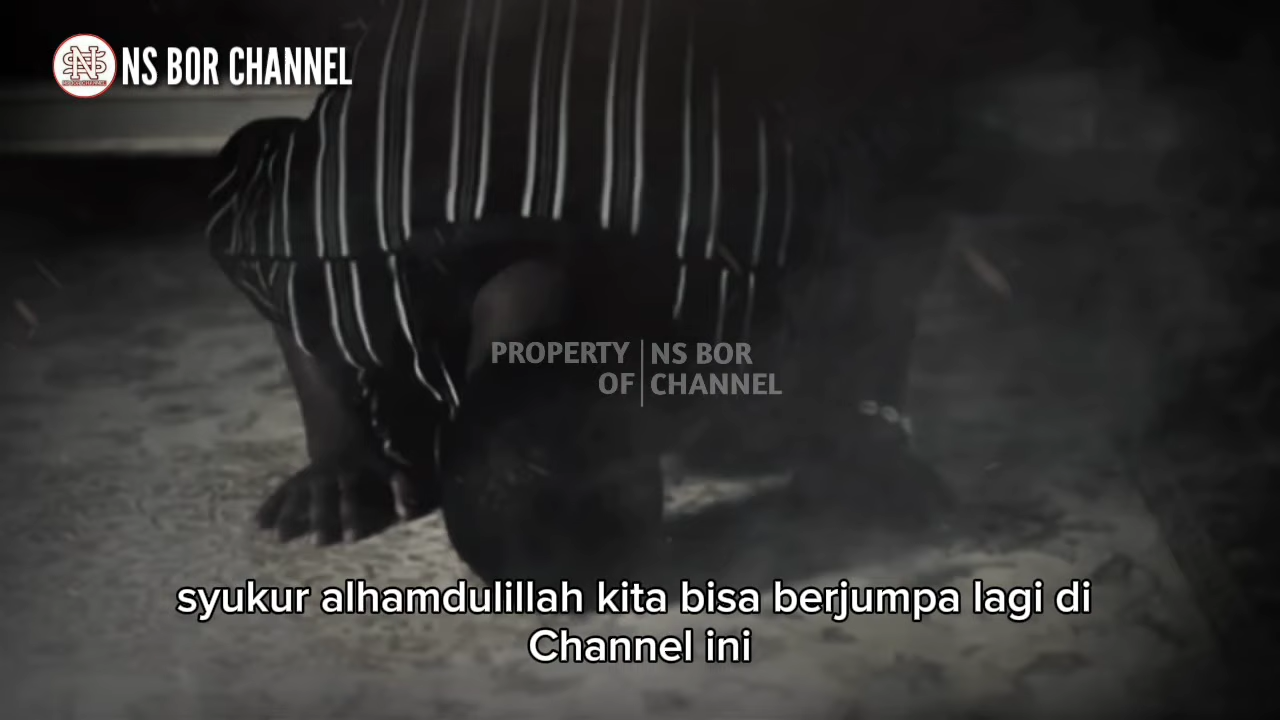 NS BOR CHANNEL
PROPERTY OF
NS BOR CHANNEL
syukur alhamdulillah kita bisa berjumpa lagi di
Channel ini